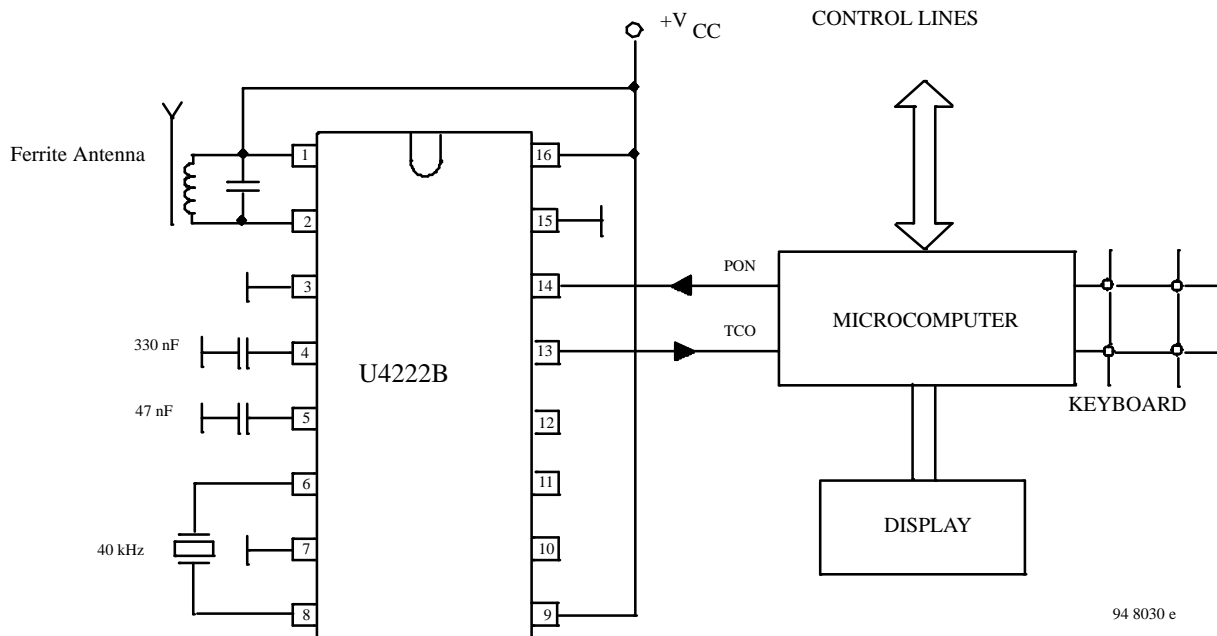 +V CC
CONTROL LINES
Ferrite Antenna
1
16
2
15
3
14
PON
MICROCOMPUTER
330 nF
4
13
TCO
U4222B
47 nF
5
12
KEYBOARD
6
11
DISPLAY
40 kHz
7
10
8
9
94 8030 e